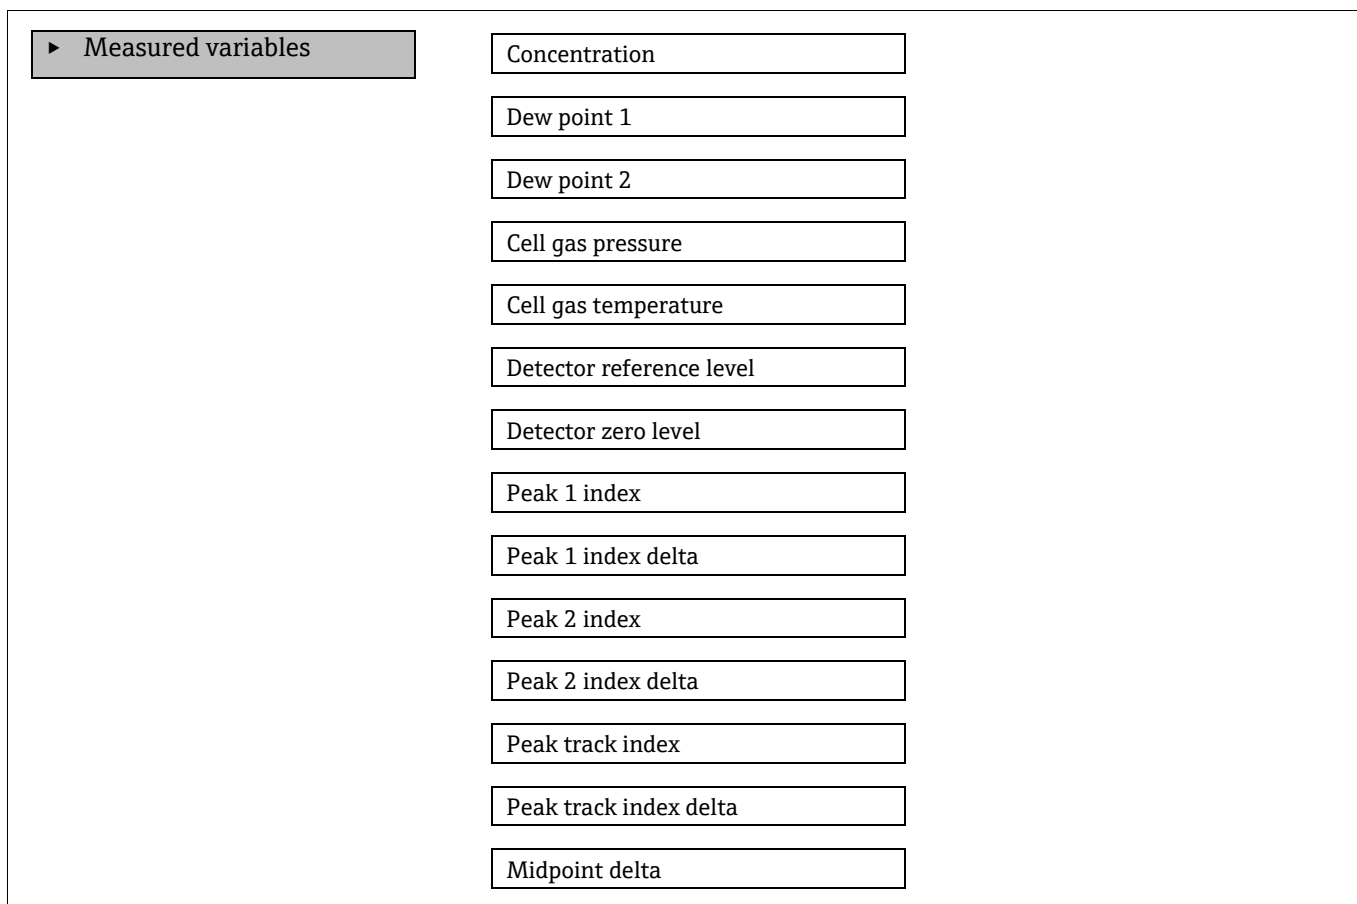 ▶ Measured variables
Concentration
Dew point 1
Dew point 2
Cell gas pressure
Cell gas temperature
Detector reference level
Detector zero level
Peak 1 index
Peak 1 index delta
Peak 2 index
Peak 2 index delta
Peak track index
Peak track index delta
Midpoint delta